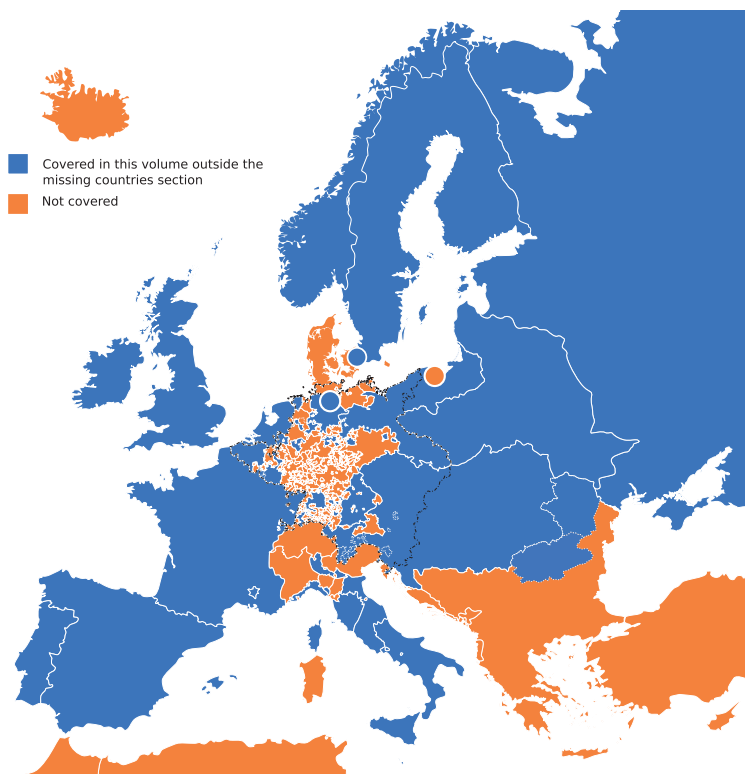 Covered in this volume outside the
missing countries section
Not covered